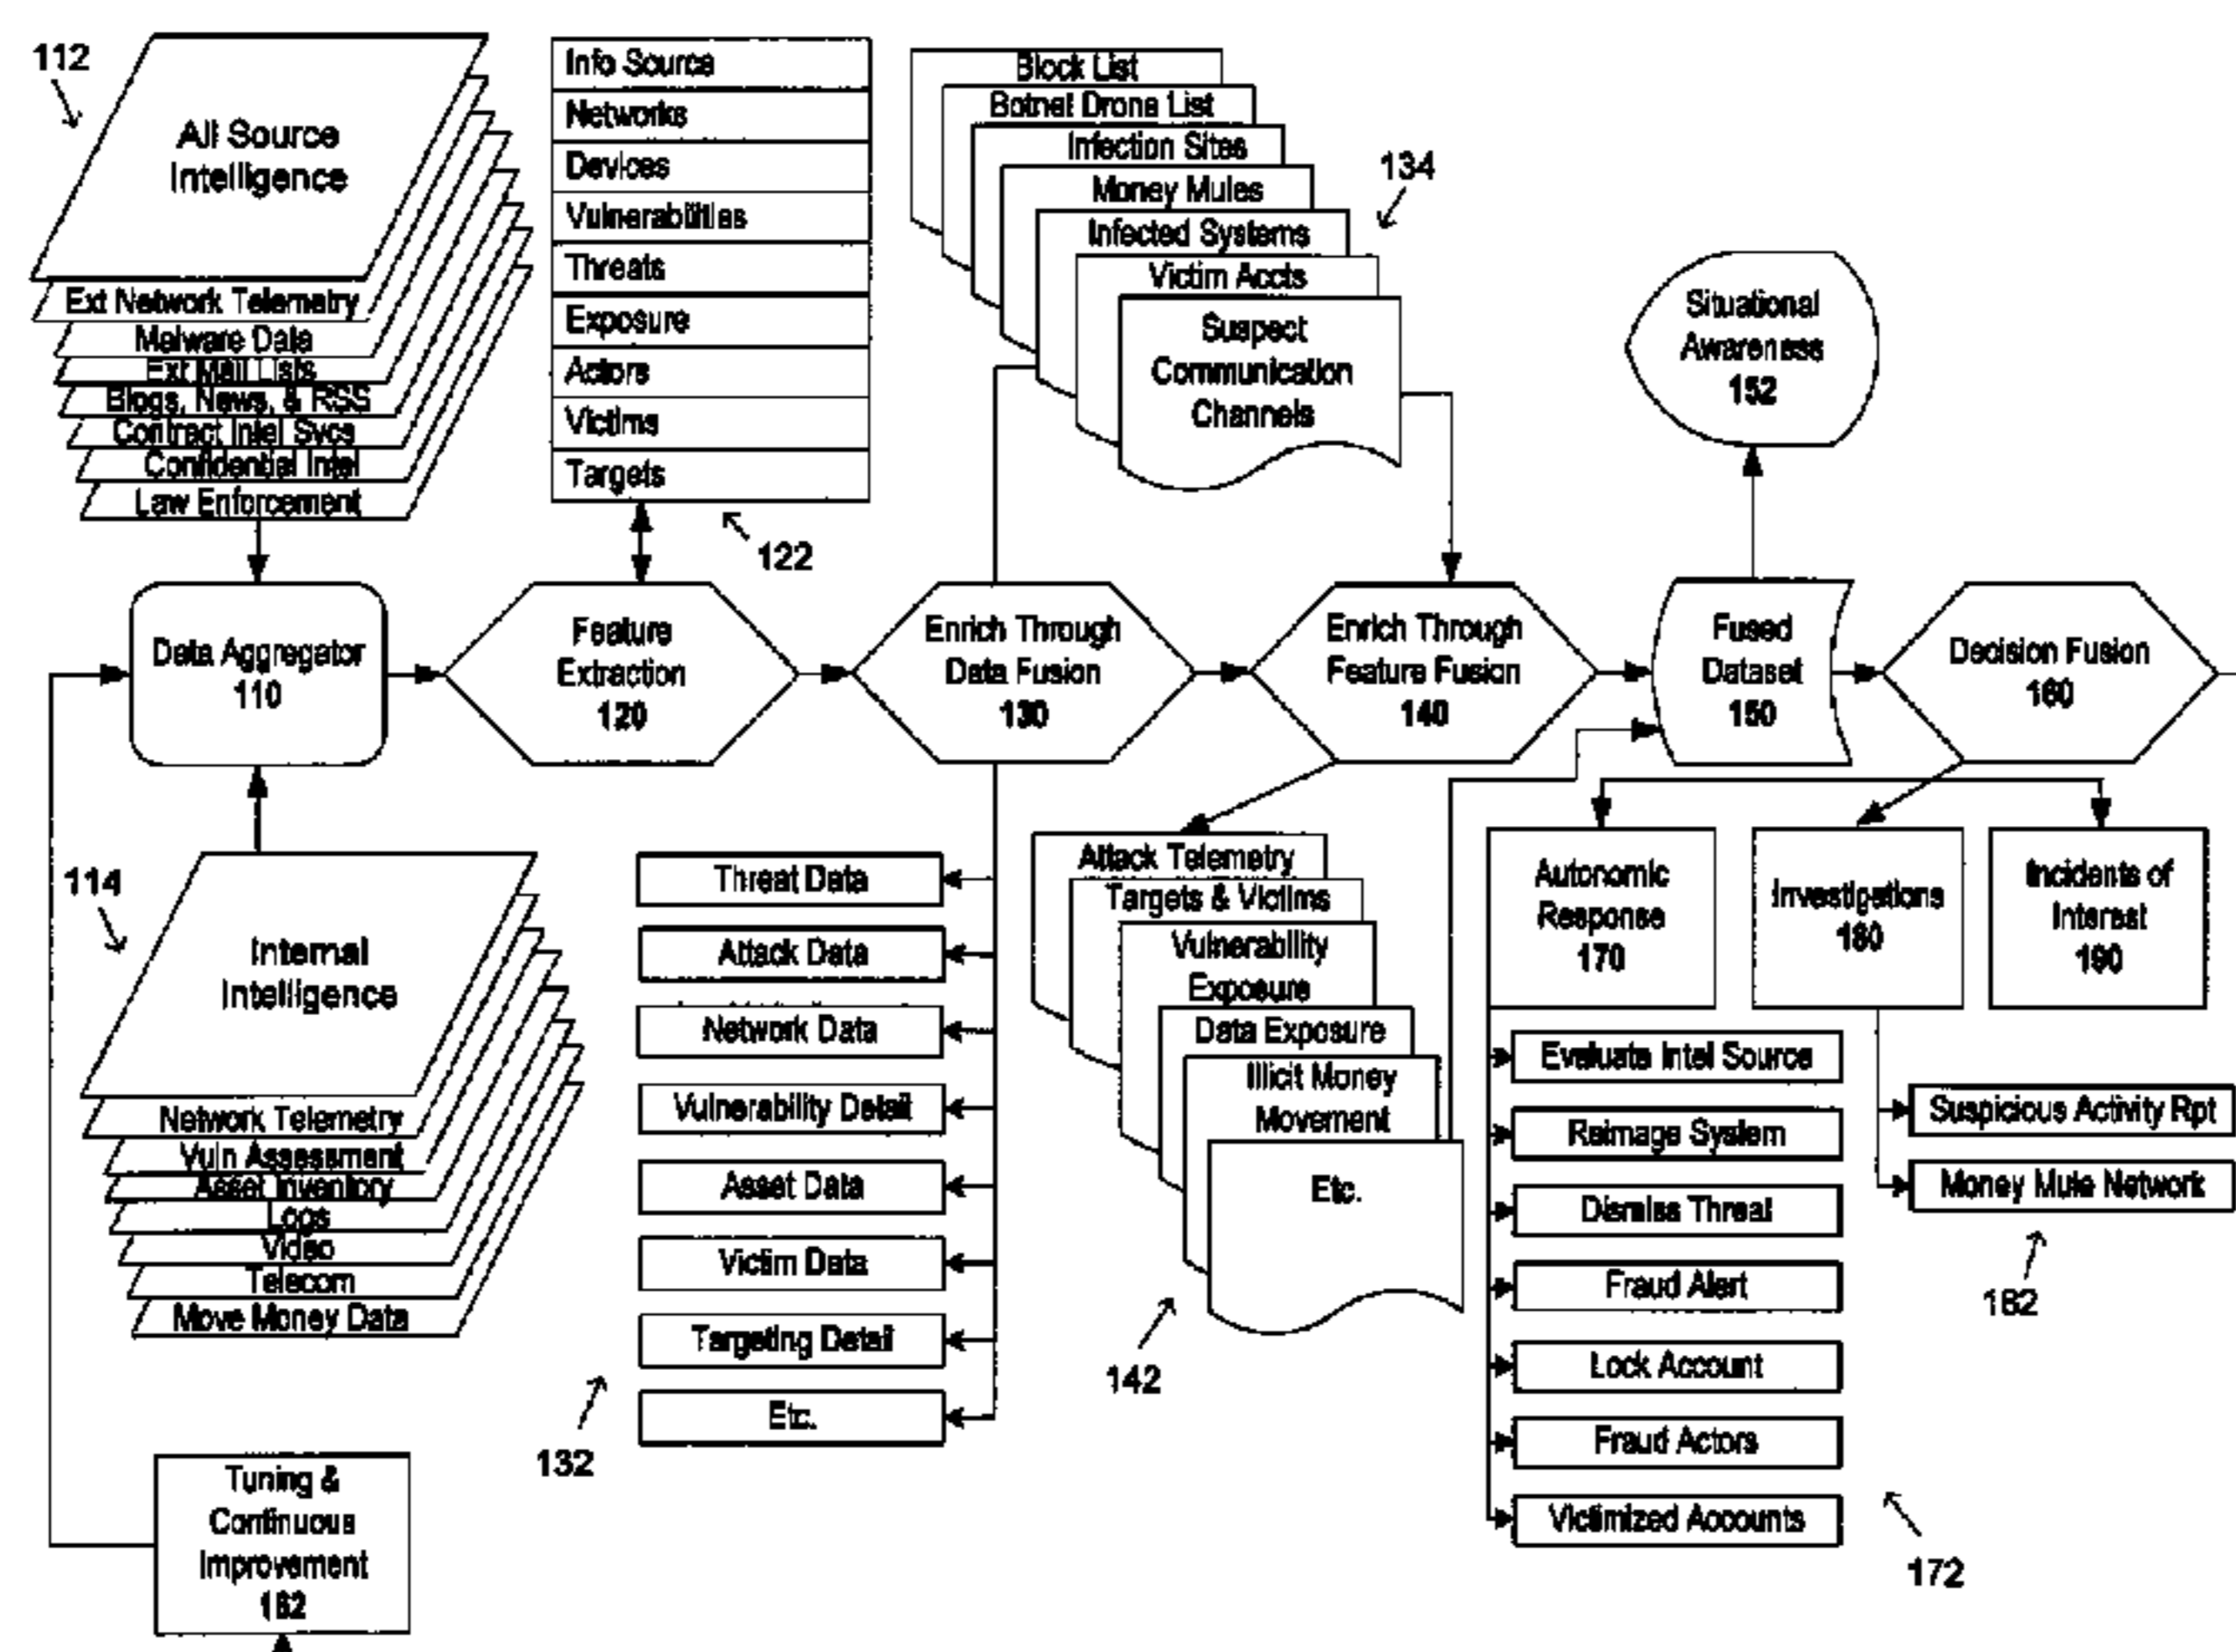 112
All Source
Intelligence
Ext Network Telemetry
Malware Data
Ext Mail Lists
Blogs, News, & RSS
Contract Intel Svcs
Confidential Intel
Law Enforcement
Info Source
Networks
Devices
Vulnerabilities
Threats
Exposure
Actors
Victims
Targets
122
Block List
Botnet Drone List
Infection Sites
Money Mules
Infected Systems
Victim Accts
Suspect
Communication
Channels
134
Situational
Awareness
152
Data Aggregator
110
Feature
Extraction
120
Enrich Through
Data Fusion
130
Enrich Through
Feature Fusion
140
Fused
Dataset
150
Decision Fusion
160
114
Internal
Intelligence
Network Telemetry
Vuln Assessment
Asset Inventory
Logs
Video
Telecom
Move Money Data
Threat Data
Attack Data
Network Data
Vulnerability Detail
Asset Data
Victim Data
Targeting Detail
Etc.
132
Attack Telemetry
Targets & Victims
Vulnerability
Exposure
Data Exposure
Illicit Money
Movement
Etc.
142
Autonomic
Response
170
Investigations
180
Incidents of
Interest
190
Evaluate Intel Source
Reimage System
Dismiss Threat
Fraud Alert
Lock Account
Fraud Actors
Victimized Accounts
172
Suspicious Activity Rpt
Money Mule Network
182
Tuning &
Continuous
Improvement
162